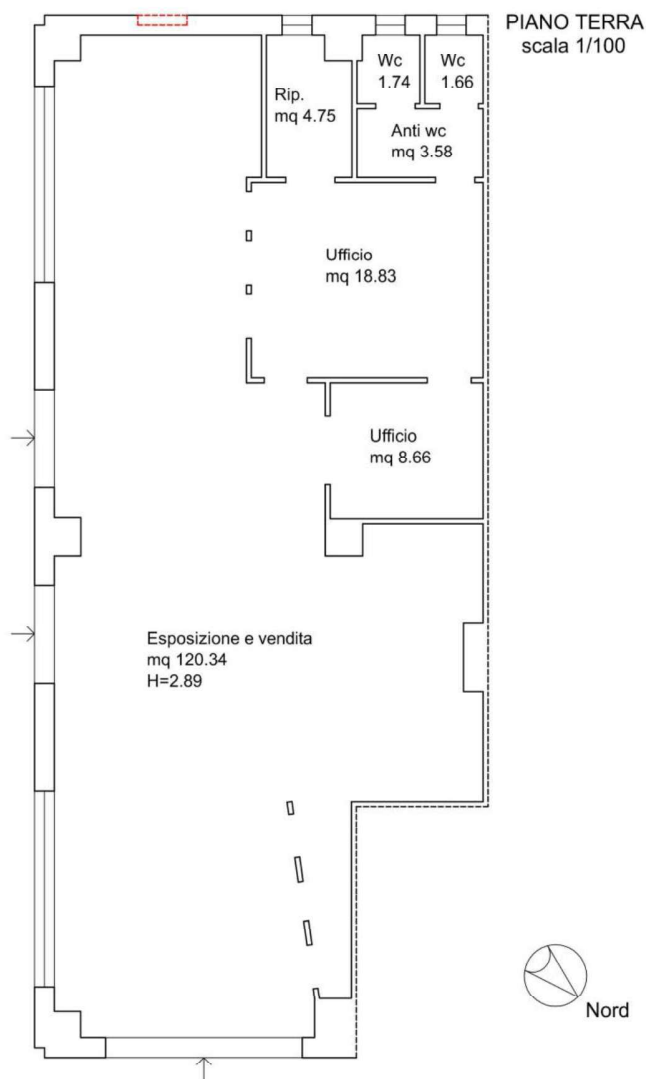 PIANO TERRA
scala 1/100
Wc
1.74
Wc
1.66
Rip.
mq 4.75
Anti wc
mq 3.58
Ufficio
mq 18.83
Ufficio
mq 8.66
Esposizione e vendita
mq 120.34
H=2.89
Nord